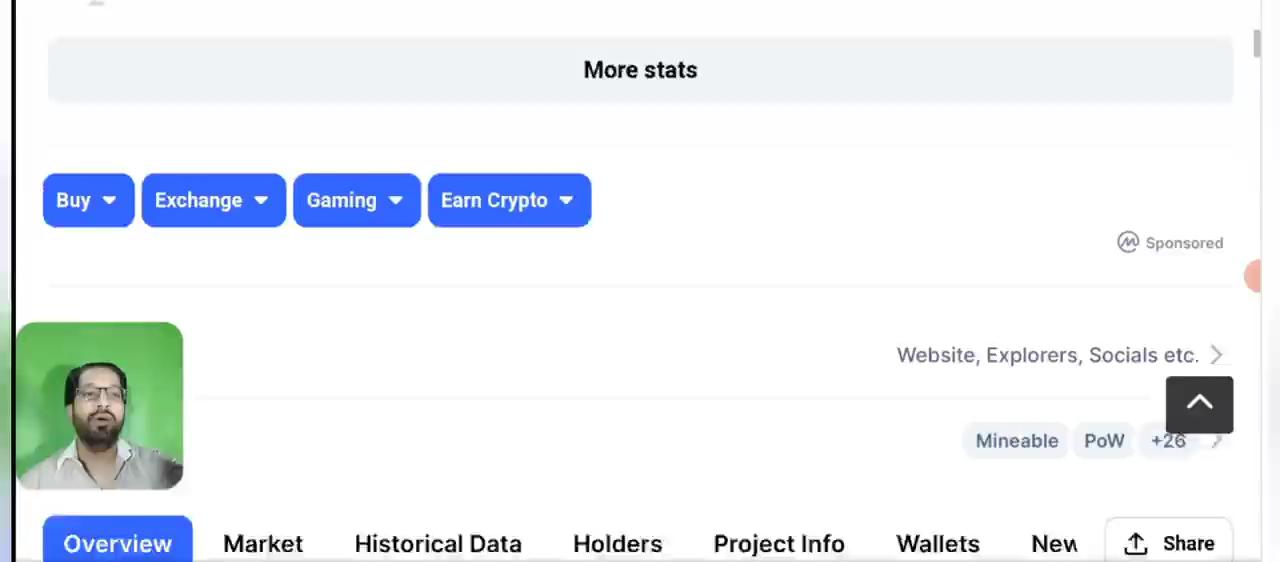 More stats
Buy Exchange Gaming Earn Crypto
Sponsored
Website, Explorers, Socials etc.
Mineable PoW +26
Overview Market Historical Data Holders Project Info Wallets New Share